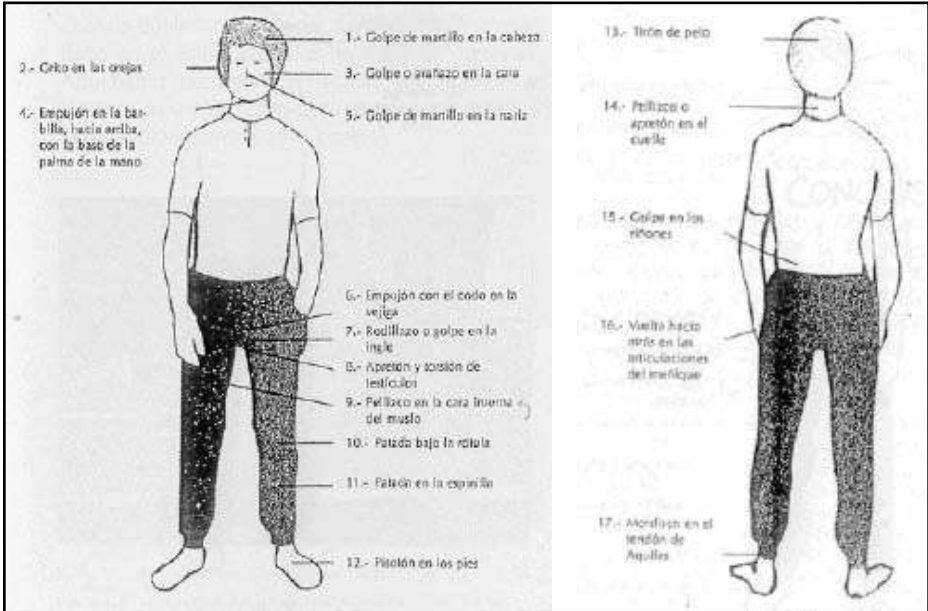 1.- Golpe de martillo en la cabeza
2.- Grito en las orejas
3.- Golpe o arañazo en la cara
4.- Empujón en la bar-
billa, hacia arriba,
con la base de la
palma de la mano
5.- Golpe de martillo en la nariz
6.- Empujón con el codo en la
vejiga
7.- Rodillazo o golpe en la
ingle
8.- Apretón y torsión de
testículos
9.- Pellizco en la cara interna
del muslo
10.- Patada bajo la rótula
11.- Patada en la espinilla
12.- Pisotón en los pies
13.- Tirón de pelo
14.- Pellizco o
apretón en el
cuello
15.- Golpe en los
riñones
16.- Vuelta hacia
atrás en las
articulaciones
del meñique
17.- Mordisco en el
tendón de
Aquiles